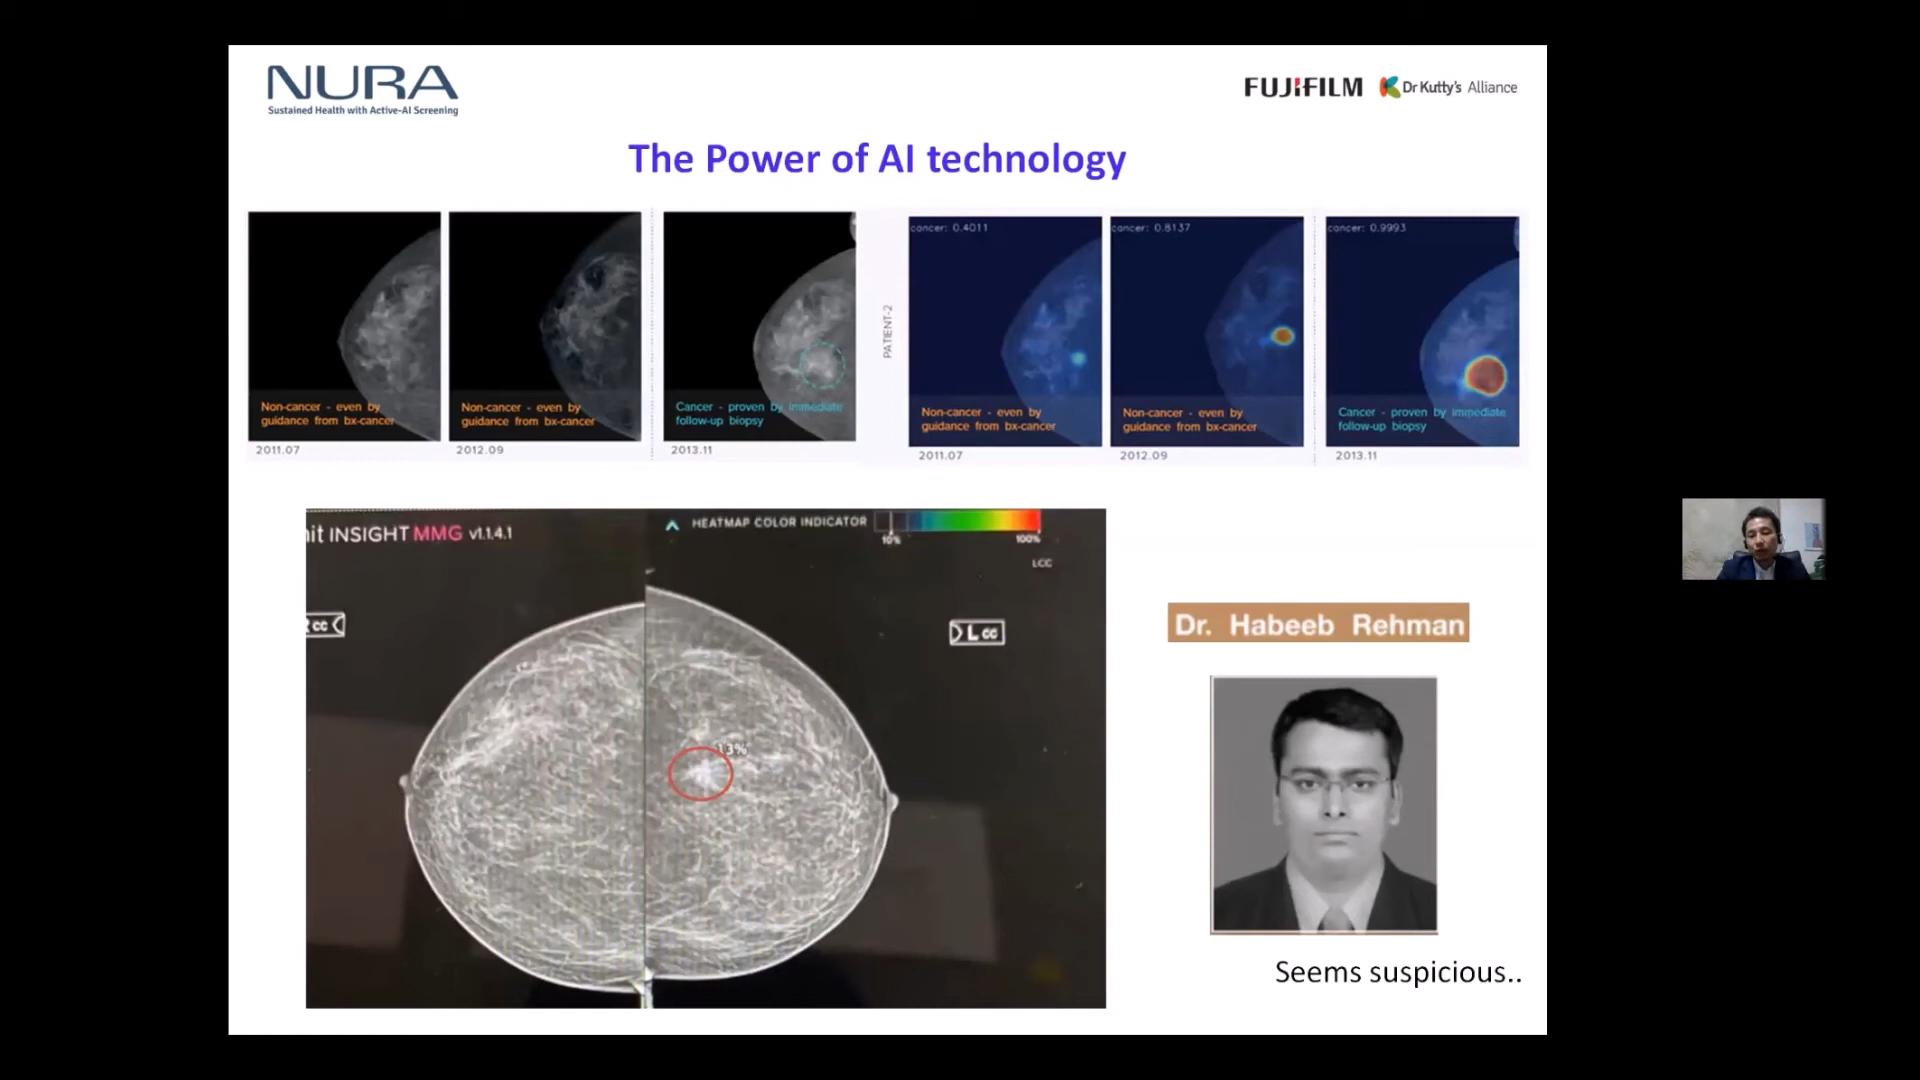 NURA
Sustained Health with Active-AI Screening
FUJIFILM
Dr Kutty's Alliance
The Power of AI technology
Non-cancer - even by
guidance from bx-cancer
2011.07
Non-cancer - even by
guidance from bx-cancer
2012.09
Cancer - proven by immediate
follow-up biopsy
2013.11
PATIENT-2
cancer: 0.4011
Non-cancer - even by
guidance from bx-cancer
2011.07
cancer: 0.8137
Non-cancer - even by
guidance from bx-cancer
2012.09
cancer: 0.9993
Cancer - proven by immediate
follow-up biopsy
2013.11
nit INSIGHT MMG v1.1.4.1
HEATMAP COLOR INDICATOR
10%
100%
LCC
R cc
L cc
13%
Dr. Habeeb Rehman
Seems suspicious..